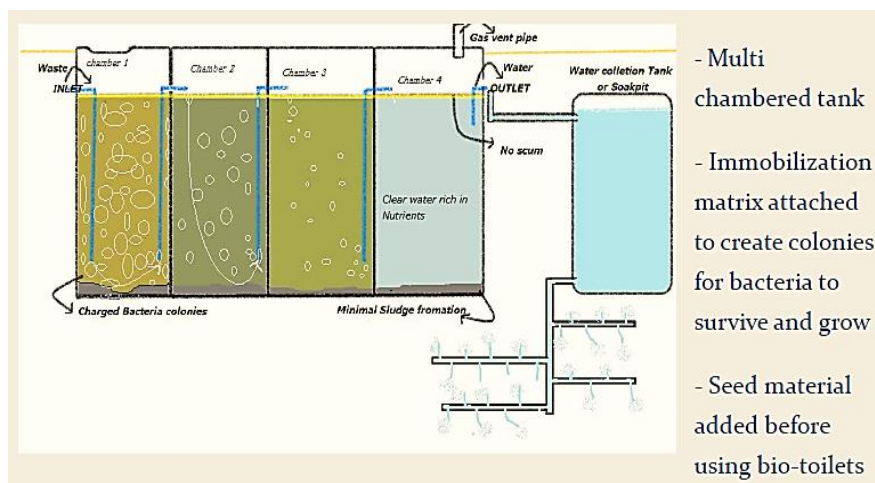 Gas vent pipe
chamber 1
Chamber 2
Chamber 3
Chamber 4
Waste
INLET
Water
OUTLET
Water colletion Tank
or Soakpit
No scum
Clear water rich in
Nutrients
Charged Bacteria colonies
Minimal Sludge fromation
- Multi
chambered tank
- Immobilization
matrix attached
to create colonies
for bacteria to
survive and grow
- Seed material
added before
using bio-toilets